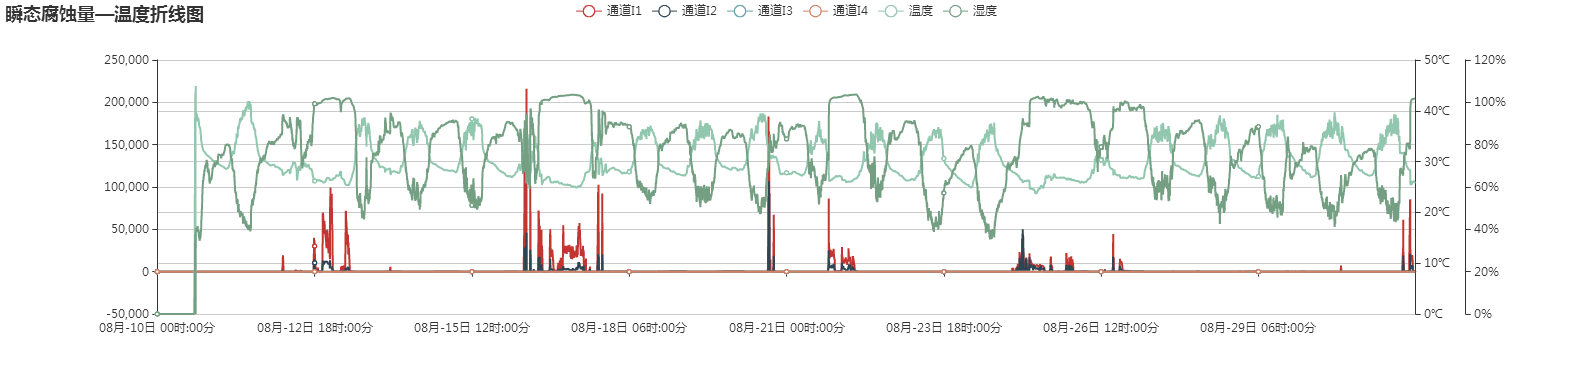 瞬态腐蚀量—温度折线图
通道I1 通道I2 通道I3 通道I4 温度 湿度
250,000 50℃ 120%
200,000 40℃ 100%
150,000 30℃ 80%
100,000 60%
50,000 20℃ 40%
0 10℃ 20%
-50,000 0℃ 0%
08月-10日 00时:00分 08月-12日 18时:00分 08月-15日 12时:00分 08月-18日 06时:00分 08月-21日 00时:00分 08月-23日 18时:00分 08月-26日 12时:00分 08月-29日 06时:00分